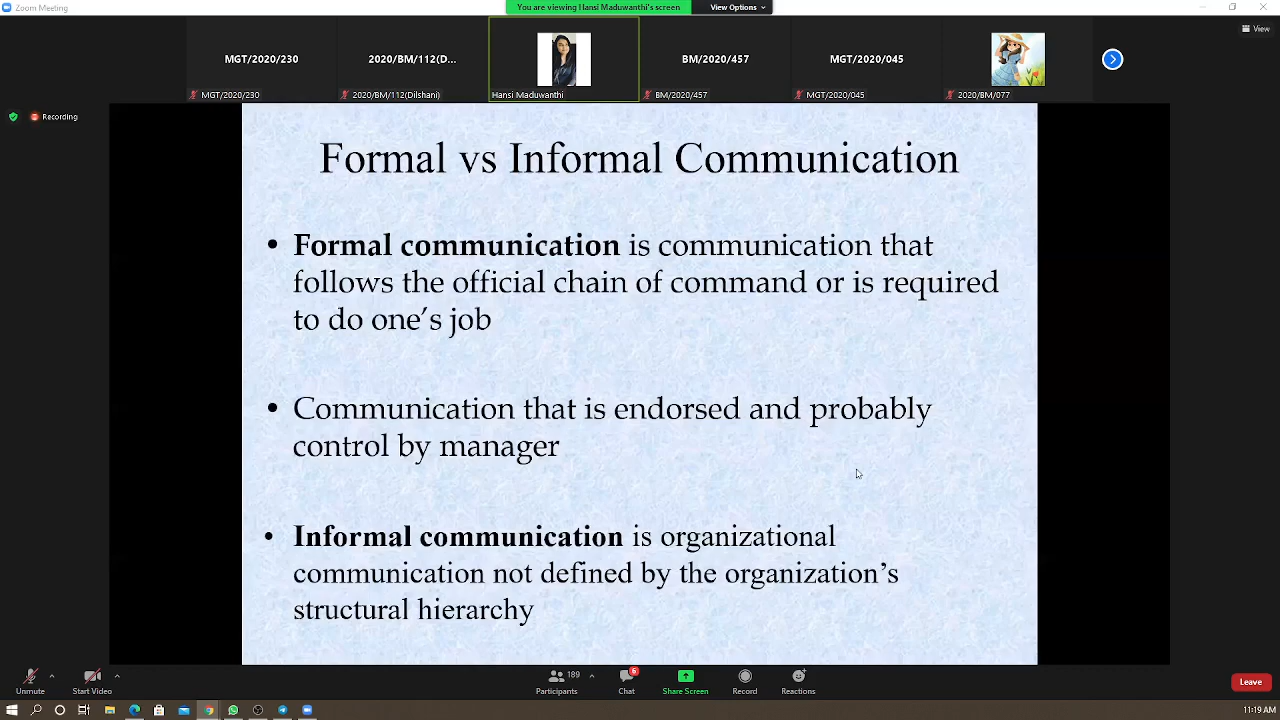 Zoom Meeting
You are viewing Hansi Maduwanthi's screen
View Options
View
MGT/2020/230
2020/BM/112(D...
BM/2020/457
MGT/2020/045
MGT/2020/230
2020/BM/112(Dilshani)
Hansi Maduwanthi
BM/2020/457
MGT/2020/045
2020/BM/077
Recording
Formal vs Informal Communication
• Formal communication is communication that
follows the official chain of command or is required
to do one’s job
• Communication that is endorsed and probably
control by manager
• Informal communication is organizational
communication not defined by the organization’s
structural hierarchy
189
6
Unmute
Start Video
Participants
Chat
Share Screen
Record
Reactions
Leave
11:19 AM